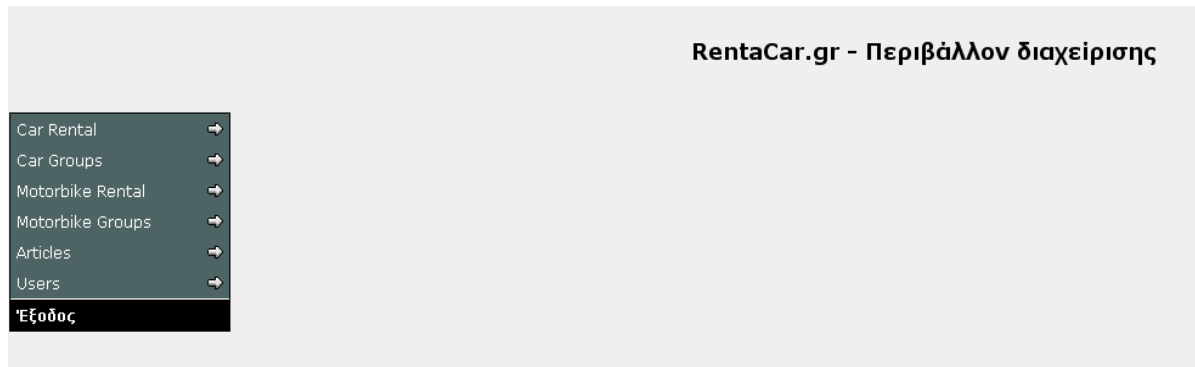 RentaCar.gr - Περιβάλλον διαχείρισης
Car Rental
Car Groups
Motorbike Rental
Motorbike Groups
Articles
Users
Έξοδος